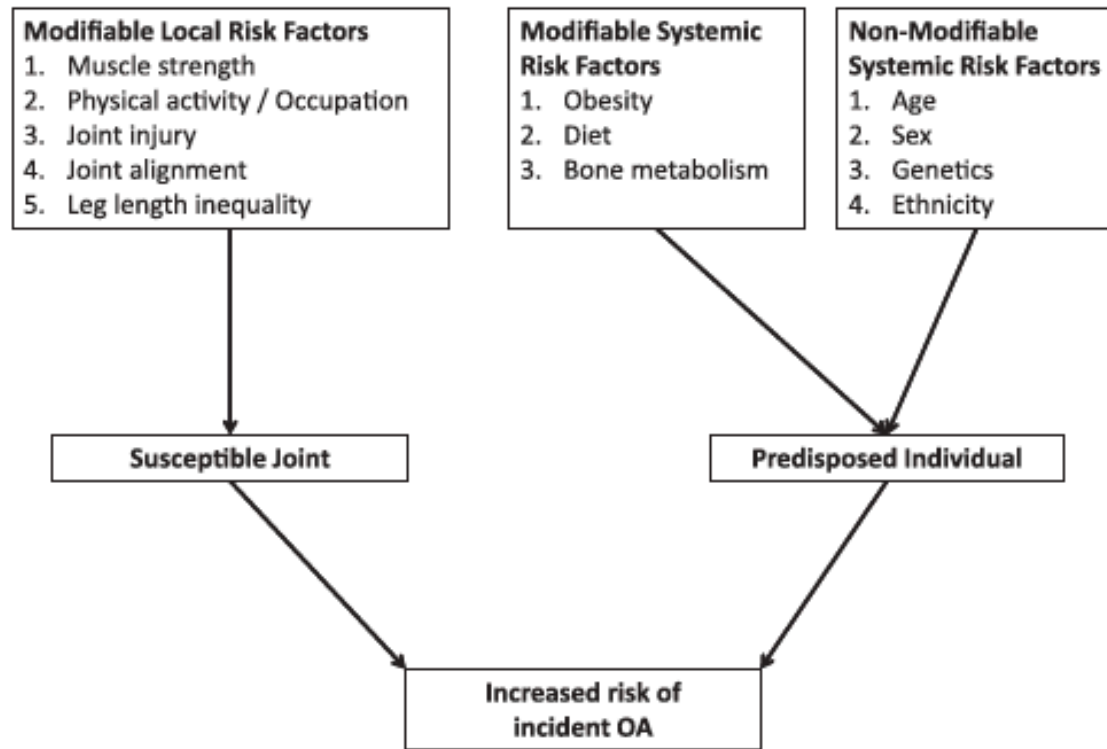 Modifiable Local Risk Factors
1. Muscle strength
2. Physical activity / Occupation
3. Joint injury
4. Joint alignment
5. Leg length inequality
Modifiable Systemic
Risk Factors
1. Obesity
2. Diet
3. Bone metabolism
Non-Modifiable
Systemic Risk Factors
1. Age
2. Sex
3. Genetics
4. Ethnicity
Susceptible Joint
Predisposed Individual
Increased risk of
incident OA